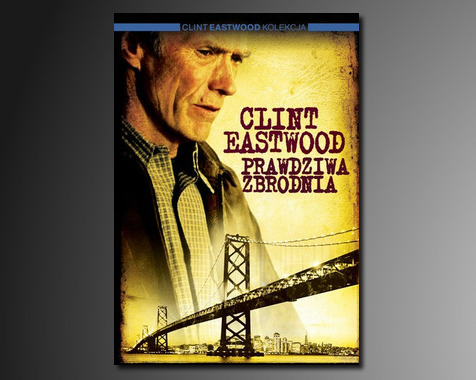 CLINT EASTWOOD KOLEKCJA
CLINT
EASTWOOD
PRAWDZIWA
ZBRODNIA